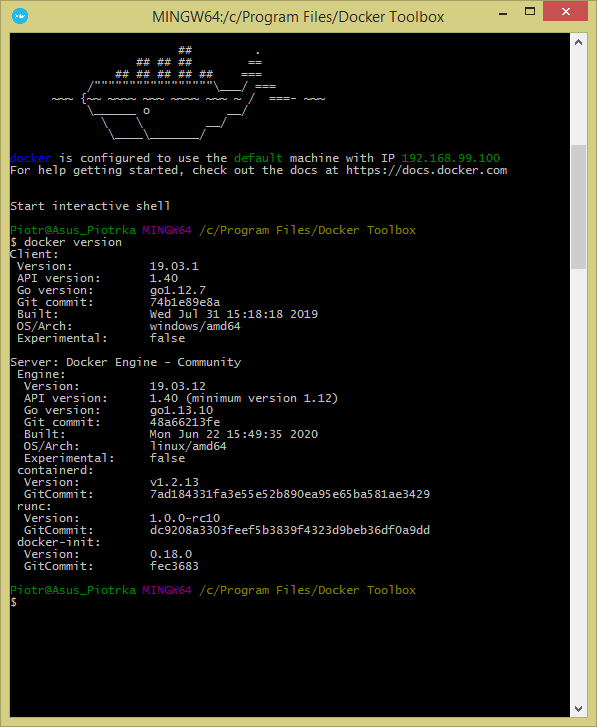 MINGW64:/c/Program Files/Docker Toolbox
                        ##         .
                  ## ## ##        ==
               ## ## ## ## ##    ===
           /"""""""""""""""""\___/ ===
      ~~~ {~~ ~~~~ ~~~ ~~~~ ~~~ ~ /  ===- ~~~
           \______ o           __/
             \    \         __/
              \____\_______/
docker is configured to use the default machine with IP 192.168.99.100
For help getting started, check out the docs at https://docs.docker.com
Start interactive shell
Piotr@Asus_Piotrka MINGW64 /c/Program Files/Docker Toolbox
$ docker version
Client:
 Version:           19.03.1
 API version:       1.40
 Go version:        go1.12.7
 Git commit:        74b1e89e8a
 Built:             Wed Jul 31 15:18:18 2019
 OS/Arch:           windows/amd64
 Experimental:      false
Server: Docker Engine - Community
 Engine:
  Version:          19.03.12
  API version:      1.40 (minimum version 1.12)
  Go version:       go1.13.10
  Git commit:       48a66213fe
  Built:            Mon Jun 22 15:49:35 2020
  OS/Arch:          linux/amd64
  Experimental:     false
 containerd:
  Version:          v1.2.13
  GitCommit:        7ad184331fa3e55e52b890ea95e65ba581ae3429
 runc:
  Version:          1.0.0-rc10
  GitCommit:        dc9208a3303feef5b3839f4323d9beb36df0a9dd
 docker-init:
  Version:          0.18.0
  GitCommit:        fec3683
Piotr@Asus_Piotrka MINGW64 /c/Program Files/Docker Toolbox
$